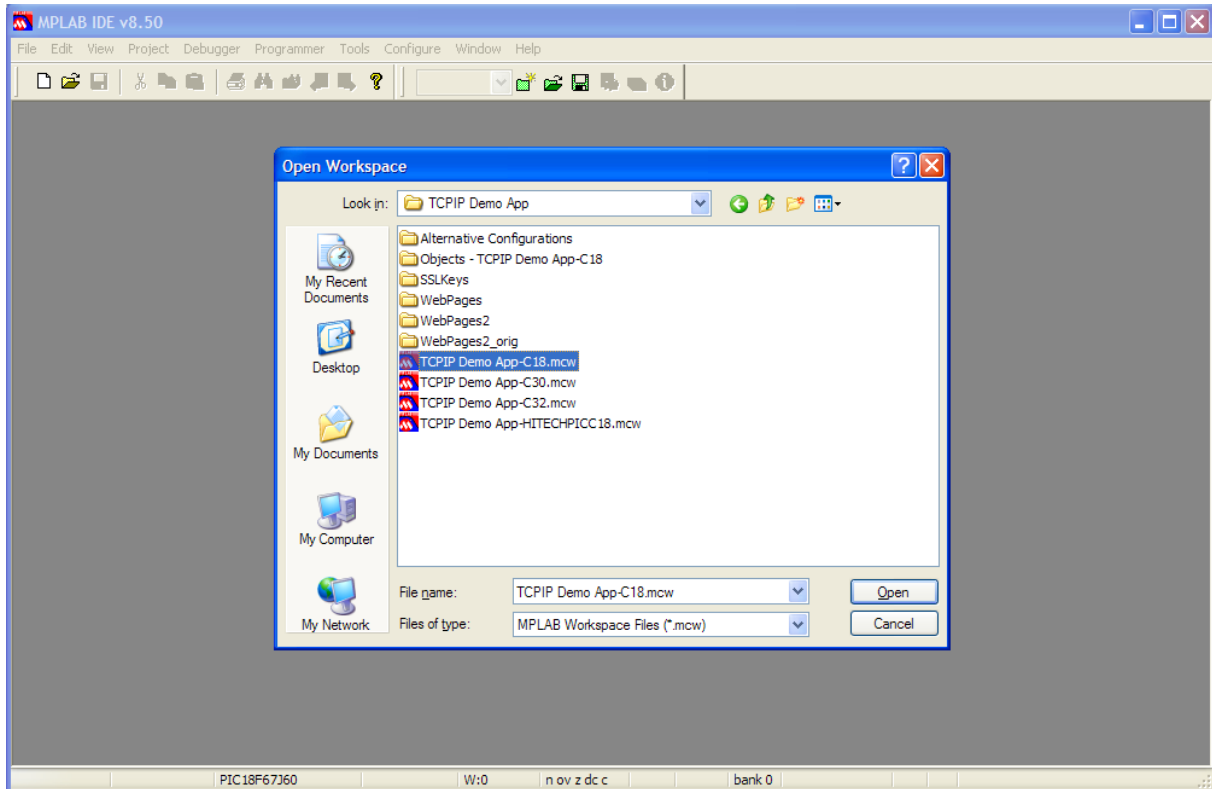 MPLAB IDE v8.50
File Edit View Project Debugger Programmer Tools Configure Window Help
Open Workspace
Look in: TCPIP Demo App
Alternative Configurations
Objects - TCPIP Demo App-C18
SSLKeys
WebPages
WebPages2
WebPages2_orig
TCPIP Demo App-C18.mcw
TCPIP Demo App-C30.mcw
TCPIP Demo App-C32.mcw
TCPIP Demo App-HITECHPICC18.mcw
My Recent
Documents
Desktop
My Documents
My Computer
My Network
File name: TCPIP Demo App-C18.mcw Open
Files of type: MPLAB Workspace Files (*.mcw) Cancel
PIC18F67J60 W:0 n ov z dc c bank 0